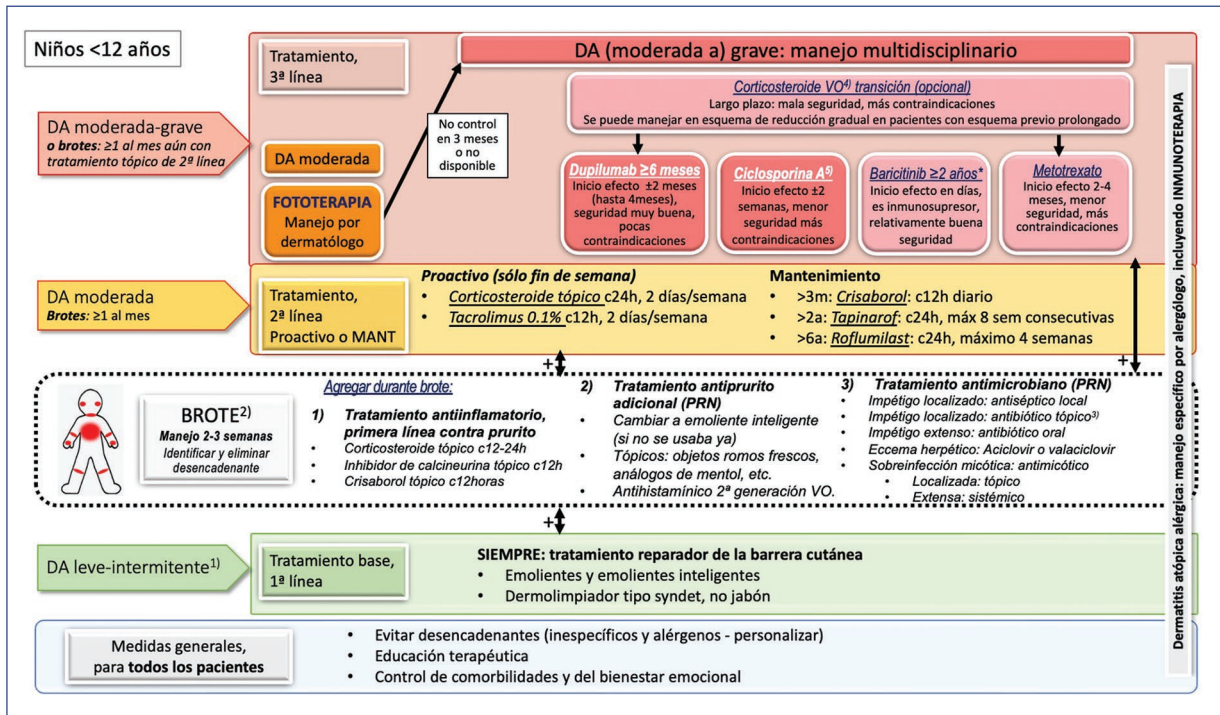 Niños <12 años
Tratamiento,
3ª línea
DA (moderada a) grave: manejo multidisciplinario
Corticosteroide VO4) transición (opcional)
Largo plazo: mala seguridad, más contraindicaciones
Se puede manejar en esquema de reducción gradual en pacientes con esquema previo prolongado
DA moderada-grave
o brotes: ≥1 al mes aún con
tratamiento tópico de 2ª línea
No control
en 3 meses
o no
disponible
DA moderada
FOTOTERAPIA
Manejo por
dermatólogo
Dupilumab ≥6 meses
Inicio efecto ±2 meses
(hasta 4meses),
seguridad muy buena,
pocas
contraindicaciones
Ciclosporina A5)
Inicio efecto ±2
semanas, menor
seguridad más
contraindicaciones
Baricitinib ≥2 años*
Inicio efecto en días,
es inmunosupresor,
relativamente buena
seguridad
Metotrexato
Inicio efecto 2-4
meses, menor
seguridad, más
contraindicaciones
DA moderada
Brotes: ≥1 al mes
Tratamiento,
2ª línea
Proactivo o MANT
Proactivo (sólo fin de semana)
• Corticosteroide tópico c24h, 2 días/semana
• Tacrolimus 0.1% c12h, 2 días/semana
Mantenimiento
• >3m: Crisaborol: c12h diario
• >2a: Tapinarof: c24h, máx 8 sem consecutivas
• >6a: Roflumilast: c24h, máximo 4 semanas
+
+
BROTE2)
Manejo 2-3 semanas
Identificar y eliminar
desencadenante
Agregar durante brote:
1) Tratamiento antiinflamatorio,
primera línea contra prurito
• Corticosteroide tópico c12-24h
• Inhibidor de calcineurina tópico c12h
• Crisaborol tópico c12horas
2) Tratamiento antiprurito
adicional (PRN)
• Cambiar a emoliente inteligente
(si no se usaba ya)
• Tópicos: objetos romos frescos,
análogos de mentol, etc.
• Antihistamínico 2ª generación VO.
3) Tratamiento antimicrobiano (PRN)
• Impétigo localizado: antiséptico local
• Impétigo localizado: antibiótico tópico3)
• Impétigo extenso: antibiótico oral
• Eccema herpético: Aciclovir o valaciclovir
• Sobreinfección micótica: antimicótico
• Localizada: tópico
• Extensa: sistémico
+
DA leve-intermitente1)
Tratamiento base,
1ª línea
SIEMPRE: tratamiento reparador de la barrera cutánea
• Emolientes y emolientes inteligentes
• Dermolimpiador tipo syndet, no jabón
Medidas generales,
para todos los pacientes
• Evitar desencadenantes (inespecíficos y alérgenos - personalizar)
• Educación terapéutica
• Control de comorbilidades y del bienestar emocional
Dermatitis atópica alérgica: manejo específico por alergólogo, incluyendo INMUNOTERAPIA